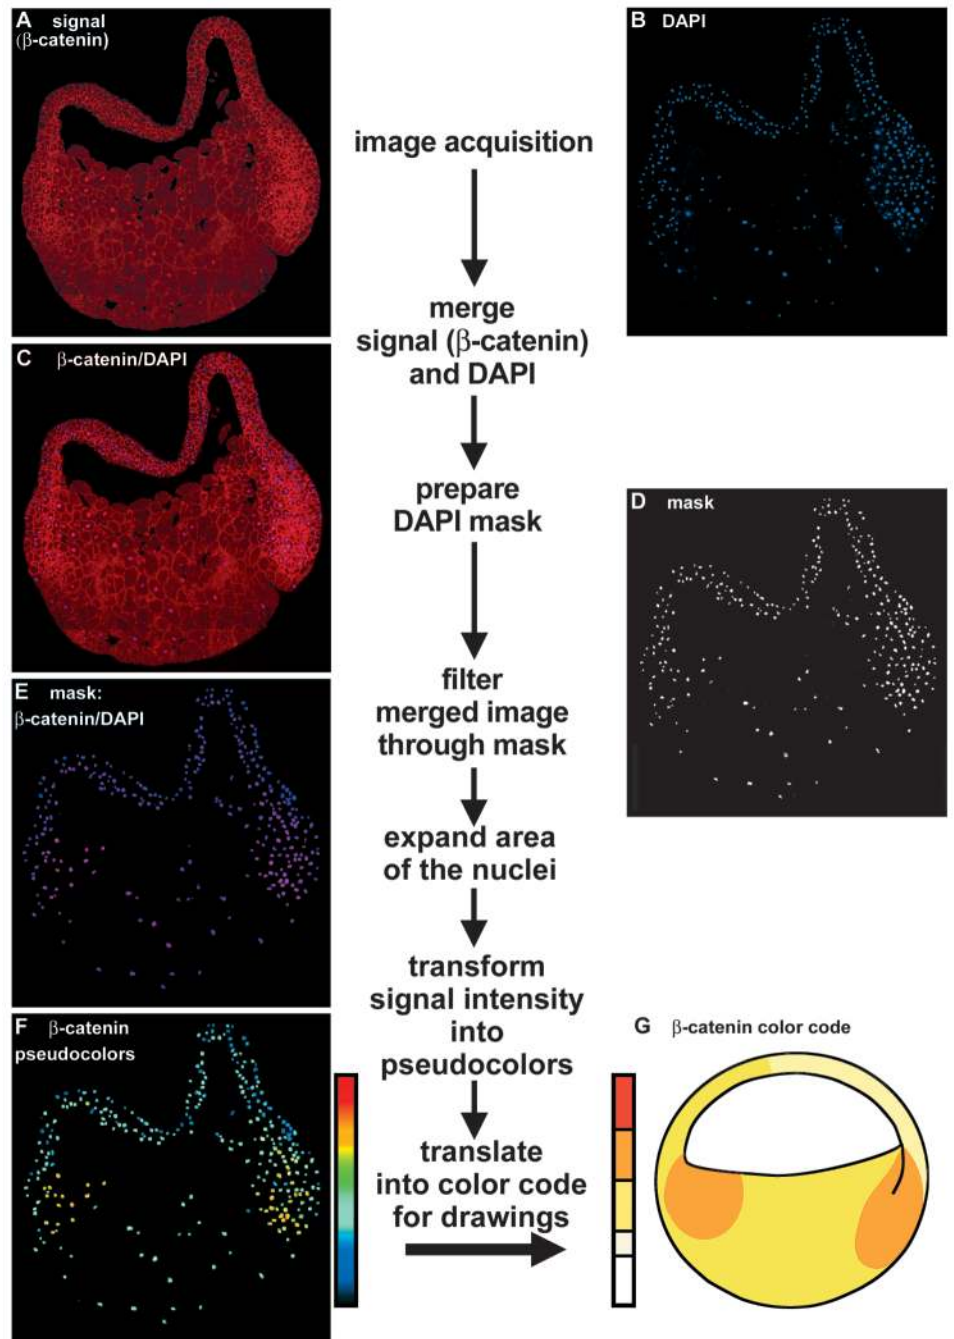 A signal
(β-catenin)
B DAPI
image acquisition
merge
signal (β-catenin)
and DAPI
C β-catenin/DAPI
prepare
DAPI mask
D mask
filter
merged image
through mask
E mask:
β-catenin/DAPI
expand area
of the nuclei
transform
signal intensity
into
pseudocolors
F β-catenin
pseudocolors
G β-catenin color code
translate
into color code
for drawings